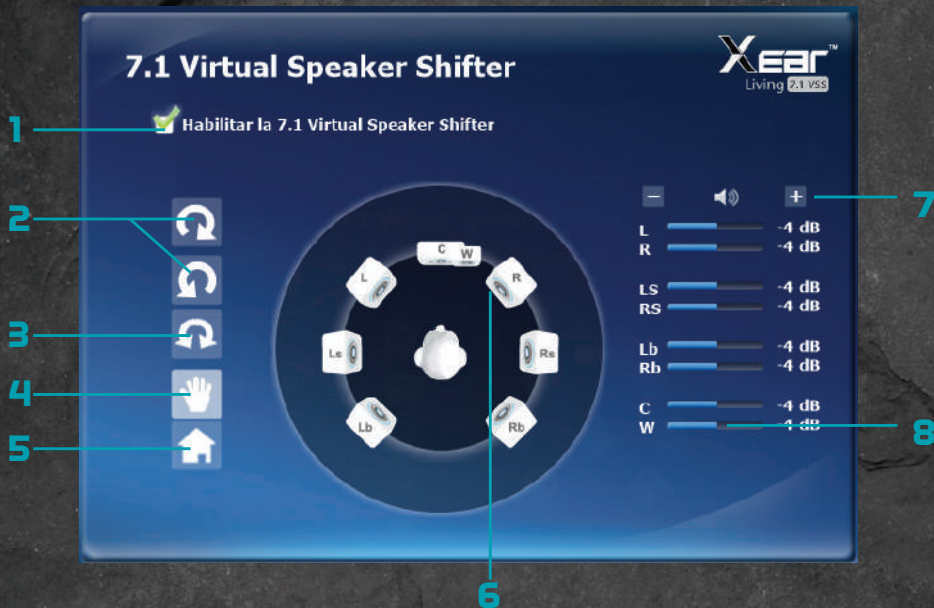 7.1 Virtual Speaker Shifter
Xear™
Living 7.1 VSS
1
Habilitar la 7.1 Virtual Speaker Shifter
2
3
4
5
C W
L R
Ls Rs
Lb Rb
6
7
L -4 dB
R -4 dB
LS -4 dB
RS -4 dB
Lb -4 dB
Rb -4 dB
C -4 dB
W -4 dB
8